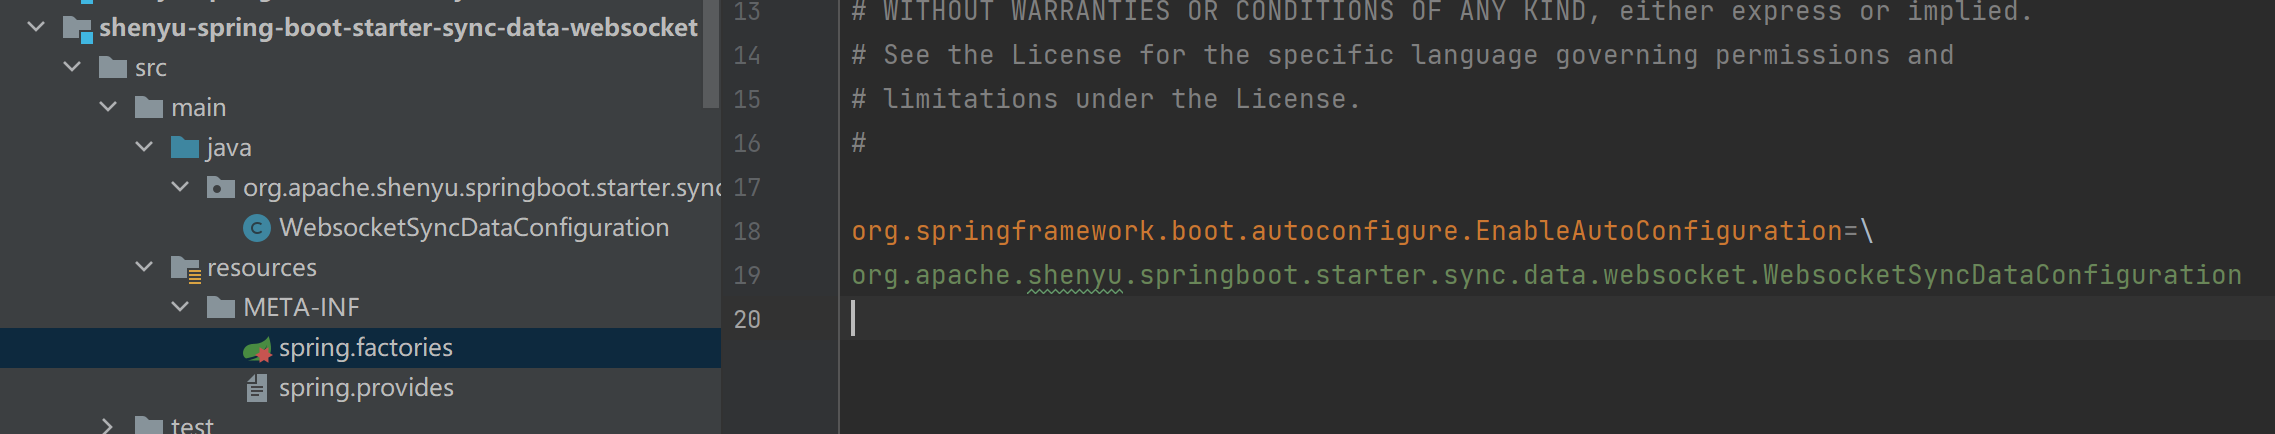 shenyu-spring-boot-starter-sync-data-websocket
src
main
java
org.apache.shenyu.springboot.starter.sync
WebsocketSyncDataConfiguration
resources
META-INF
spring.factories
spring.provides
test
13 # WITHOUT WARRANTIES OR CONDITIONS OF ANY KIND, either express or implied.
14 # See the License for the specific language governing permissions and
15 # limitations under the License.
16 #
17
18 org.springframework.boot.autoconfigure.EnableAutoConfiguration=\
19 org.apache.shenyu.springboot.starter.sync.data.websocket.WebsocketSyncDataConfiguration
20